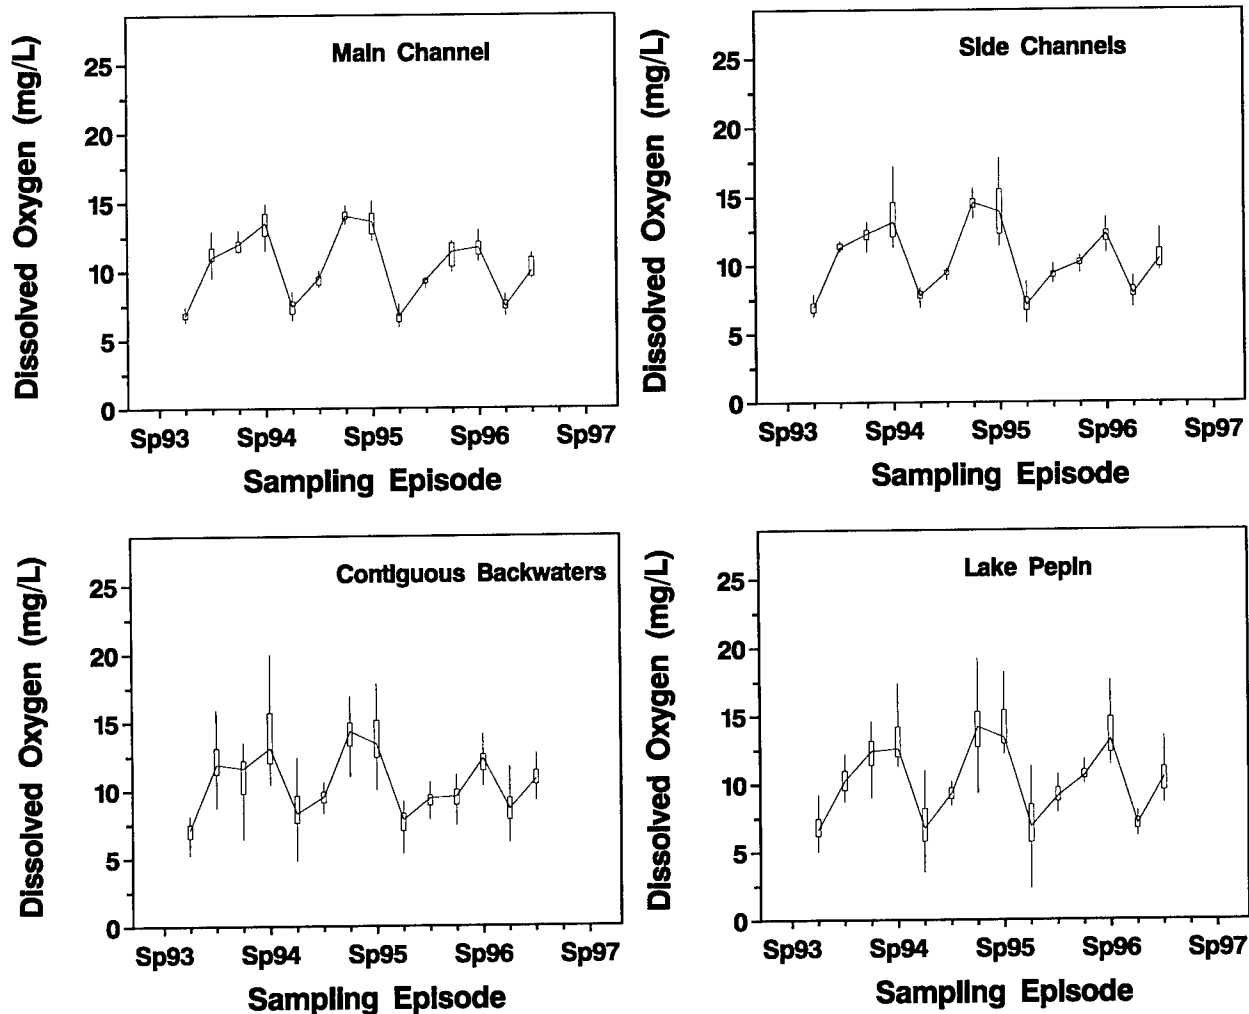 Main Channel
Dissolved Oxygen (mg/L)
25
20
15
10
5
0
Sp93 Sp94 Sp95 Sp96 Sp97
Sampling Episode
Side Channels
Dissolved Oxygen (mg/L)
25
20
15
10
5
0
Sp93 Sp94 Sp95 Sp96 Sp97
Sampling Episode
Contiguous Backwaters
Dissolved Oxygen (mg/L)
25
20
15
10
5
0
Sp93 Sp94 Sp95 Sp96 Sp97
Sampling Episode
Lake Pepin
Dissolved Oxygen (mg/L)
25
20
15
10
5
0
Sp93 Sp94 Sp95 Sp96 Sp97
Sampling Episode